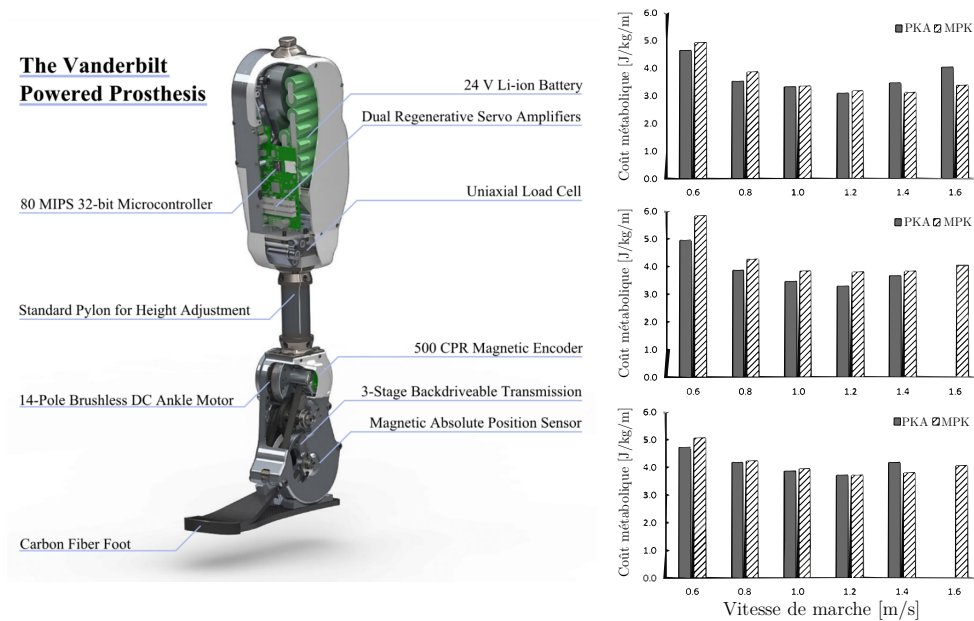 The Vanderbilt
Powered Prosthesis
24 V Li-ion Battery
Dual Regenerative Servo Amplifiers
Uniaxial Load Cell
80 MIPS 32-bit Microcontroller
Standard Pylon for Height Adjustment
500 CPR Magnetic Encoder
3-Stage Backdriveable Transmission
14-Pole Brushless DC Ankle Motor
Magnetic Absolute Position Sensor
Carbon Fiber Foot
Coût métabolique [J/kg/m]
PKA MPK
6.0
5.0
4.0
3.0
2.0
1.0
0.0
0.6 0.8 1.0 1.2 1.4 1.6
Coût métabolique [J/kg/m]
PKA MPK
6.0
5.0
4.0
3.0
2.0
1.0
0.0
0.6 0.8 1.0 1.2 1.4 1.6
Coût métabolique [J/kg/m]
PKA MPK
6.0
5.0
4.0
3.0
2.0
1.0
0.0
0.6 0.8 1.0 1.2 1.4 1.6
Vitesse de marche [m/s]